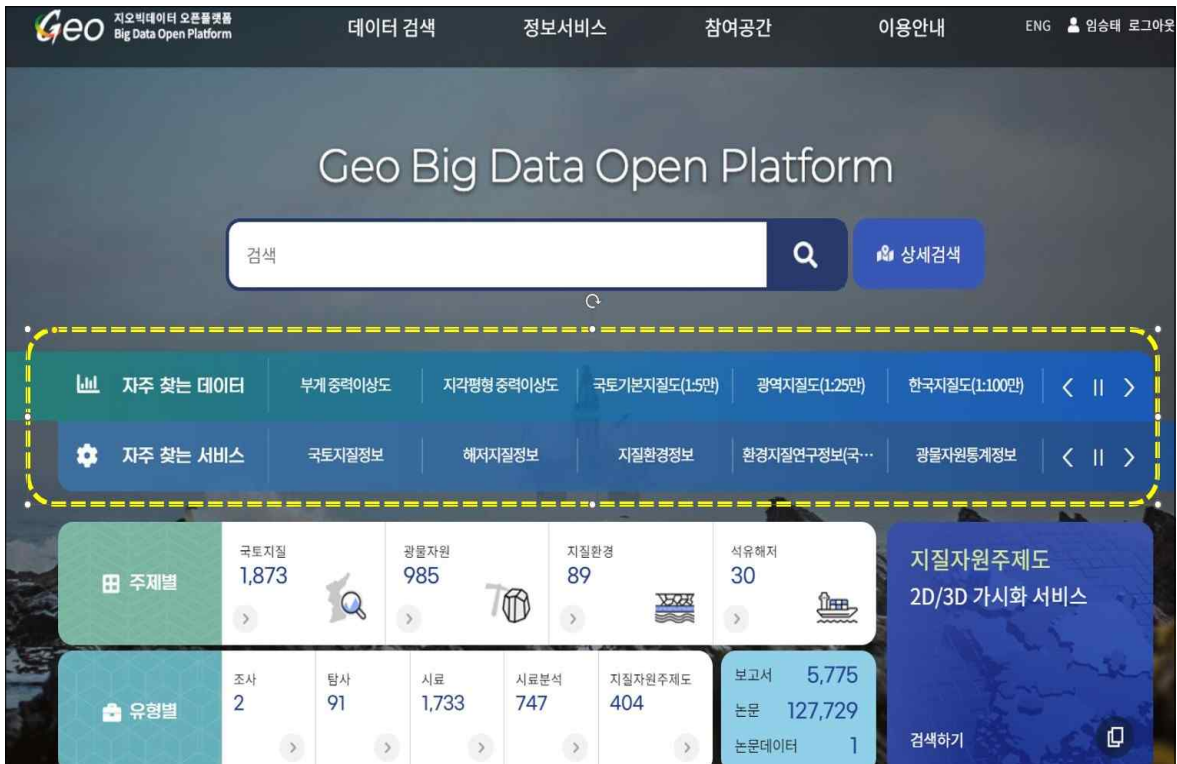 Geo 지오빅데이터 오픈플랫폼
Big Data Open Platform
데이터 검색 정보서비스 참여공간 이용안내 ENG 임승태 로그아웃
Geo Big Data Open Platform
검색 상세검색
자주 찾는 데이터 부게 중력이상도 지각평형 중력이상도 국토기본지질도(1:5만) 광역지질도(1:25만) 한국지질도(1:100만)
자주 찾는 서비스 국토지질정보 해저지질정보 지질환경정보 환경지질연구정보(국… 광물자원통계정보
주제별
국토지질 광물자원 지질환경 석유해저
1,873 985 89 30
지질자원주제도
2D/3D 가시화 서비스
유형별
조사 탐사 시료 시료분석 지질자원주제도
2 91 1,733 747 404
보고서 5,775
논문 127,729
논문데이터 1
검색하기